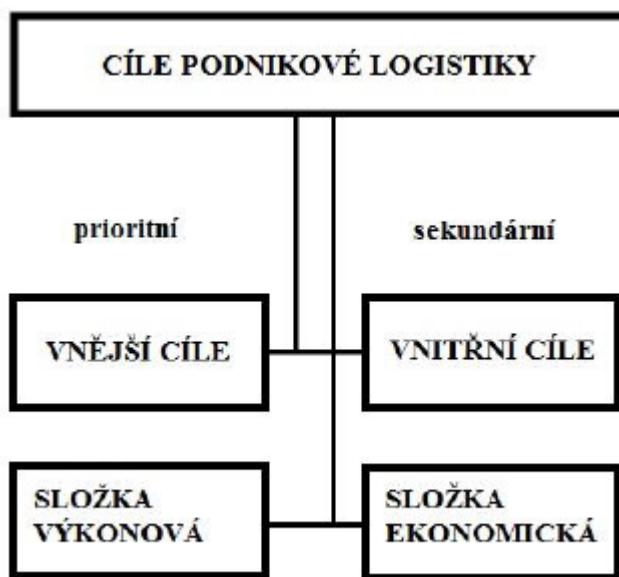 CÍLE PODNIKOVÉ LOGISTIKY
prioritní
sekundární
VNĚJŠÍ CÍLE
VNITŘNÍ CÍLE
SLOŽKA
VÝKONOVÁ
SLOŽKA
EKONOMICKÁ